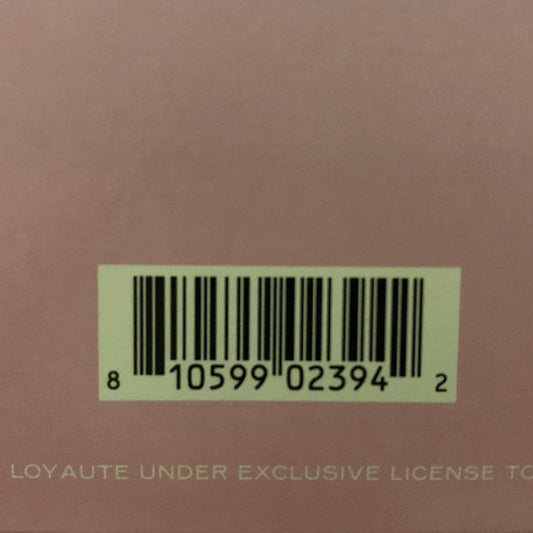 8 10599 02394 2
LOYAUTE UNDER EXCLUSIVE LICENSE TO